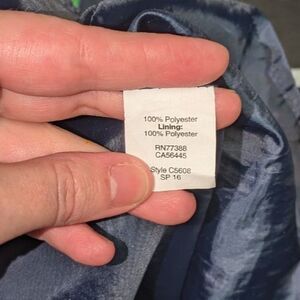 100% Polyester
Lining:
100% Polyester
RN77388
CA56445
Style C5608
SP 16